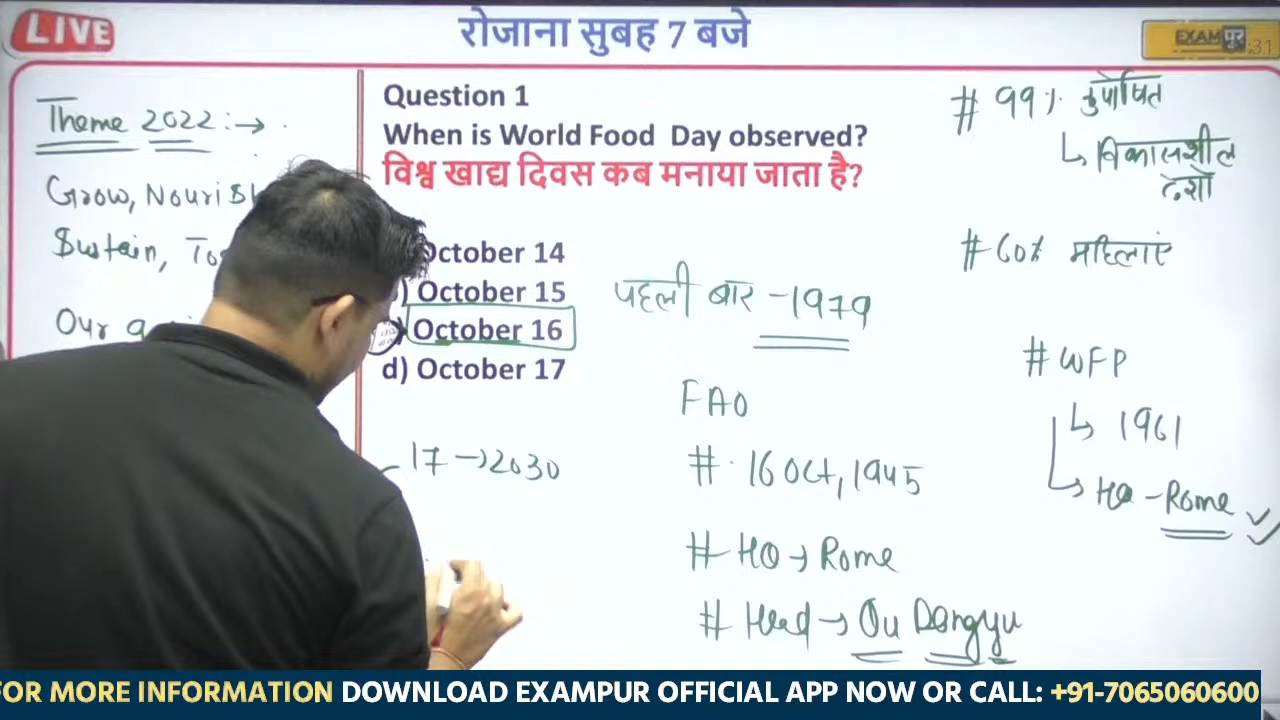 LIVE
रोजाना सुबह 7 बजे
EXAM पुर
:31
Theme 2022:→
Grow, Nourish
Sustain, To
Our
Question 1
When is World Food Day observed?
विश्व खाद्य दिवस कब मनाया जाता है?
October 14
) October 15
October 16
d) October 17
17 → 2030
पहली बार - 1979
FAO
# 16 Oct, 1945
# HQ → Rome
# Head → Qu Dongyu
# 99% कुपोषित
↳ विकासशील
देशो
# 60% महिलाएं
# WFP
↳ 1961
↳ HQ - Rome
FOR MORE INFORMATION DOWNLOAD EXAMPUR OFFICIAL APP NOW OR CALL: +91-7065060600